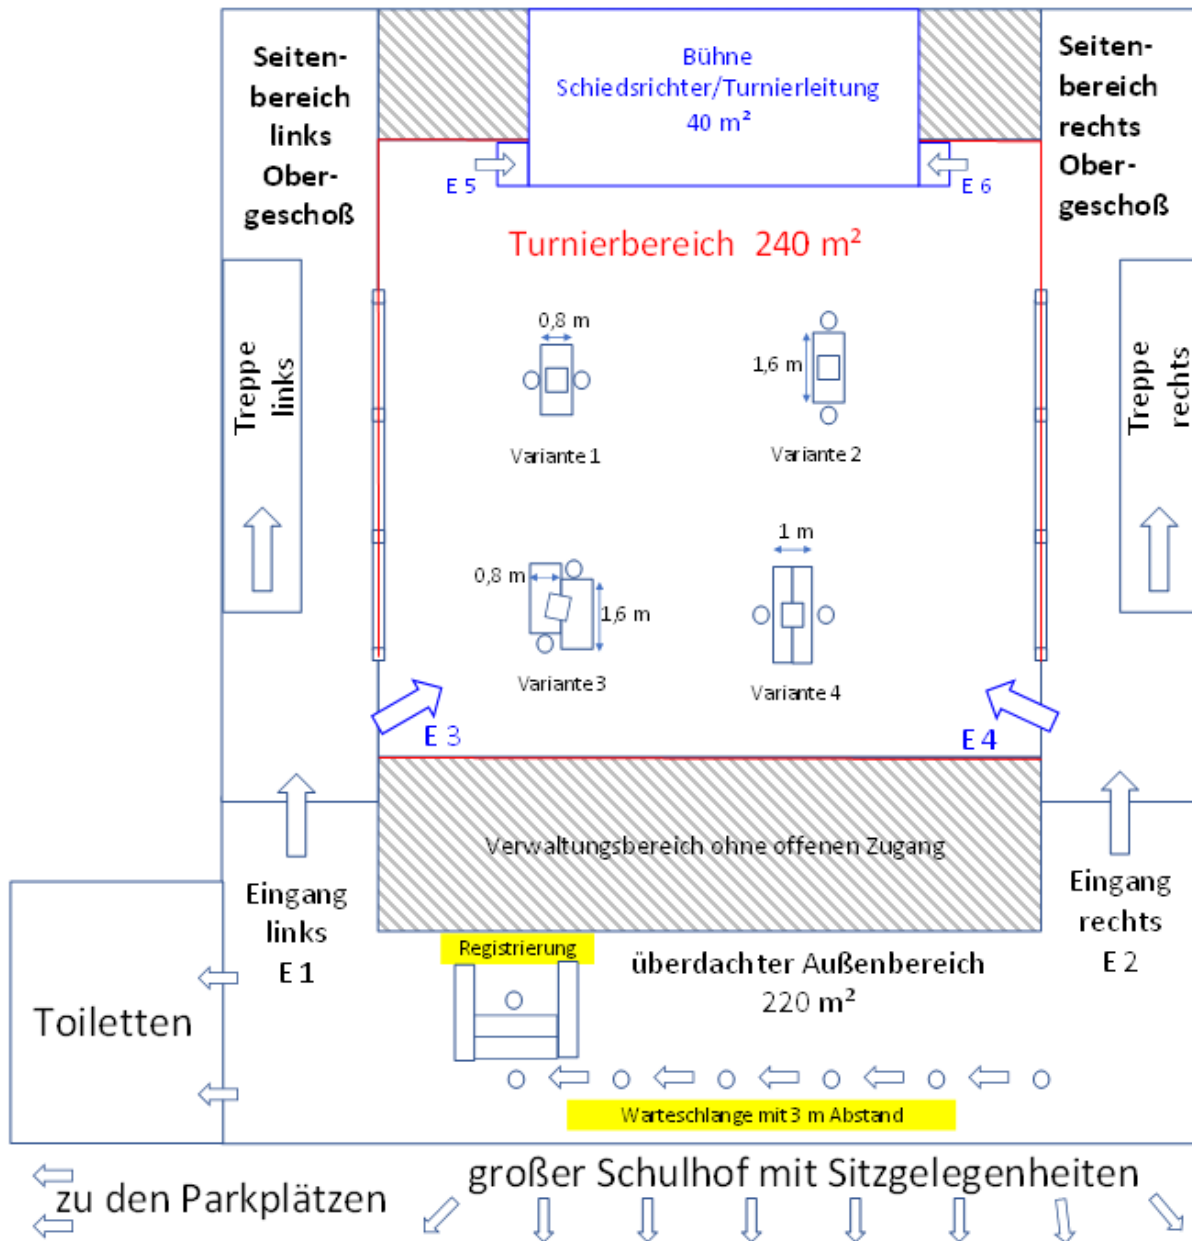 Seiten-
bereich
links
Ober-
geschoß
Bühne
Schiedsrichter/Turnierleitung
40 m²
Seiten-
bereich
rechts
Ober-
geschoß
E 5
E 6
Turnierbereich 240 m²
Treppe
links
0,8 m
Variante 1
1,6 m
Variante 2
Treppe
rechts
0,8 m
1,6 m
Variante 3
1 m
Variante 4
E 3
E 4
Verwaltungsbereich ohne offenen Zugang
Eingang
links
E 1
Eingang
rechts
E 2
Registrierung
überdachter Außenbereich
220 m²
Toiletten
Warteschlange mit 3 m Abstand
großer Schulhof mit Sitzgelegenheiten
zu den Parkplätzen